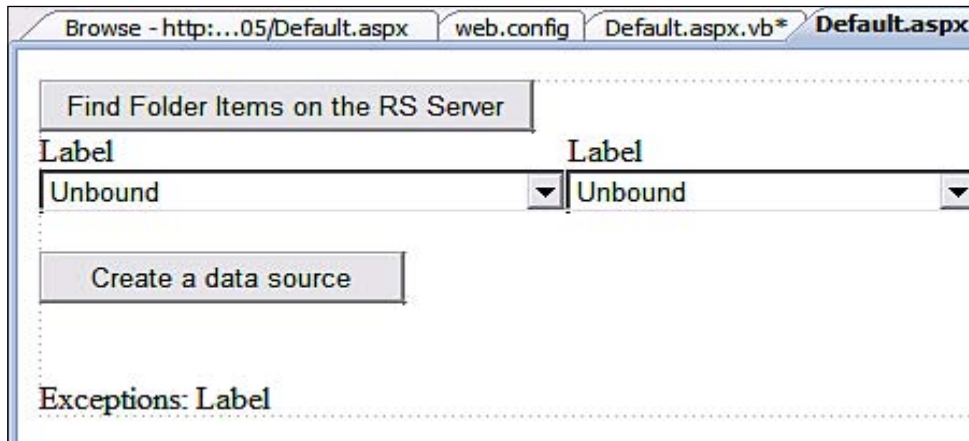 Browse - http:...05/Default.aspx web.config Default.aspx.vb* Default.aspx
Find Folder Items on the RS Server
Label Label
Unbound Unbound
Create a data source
Exceptions: Label